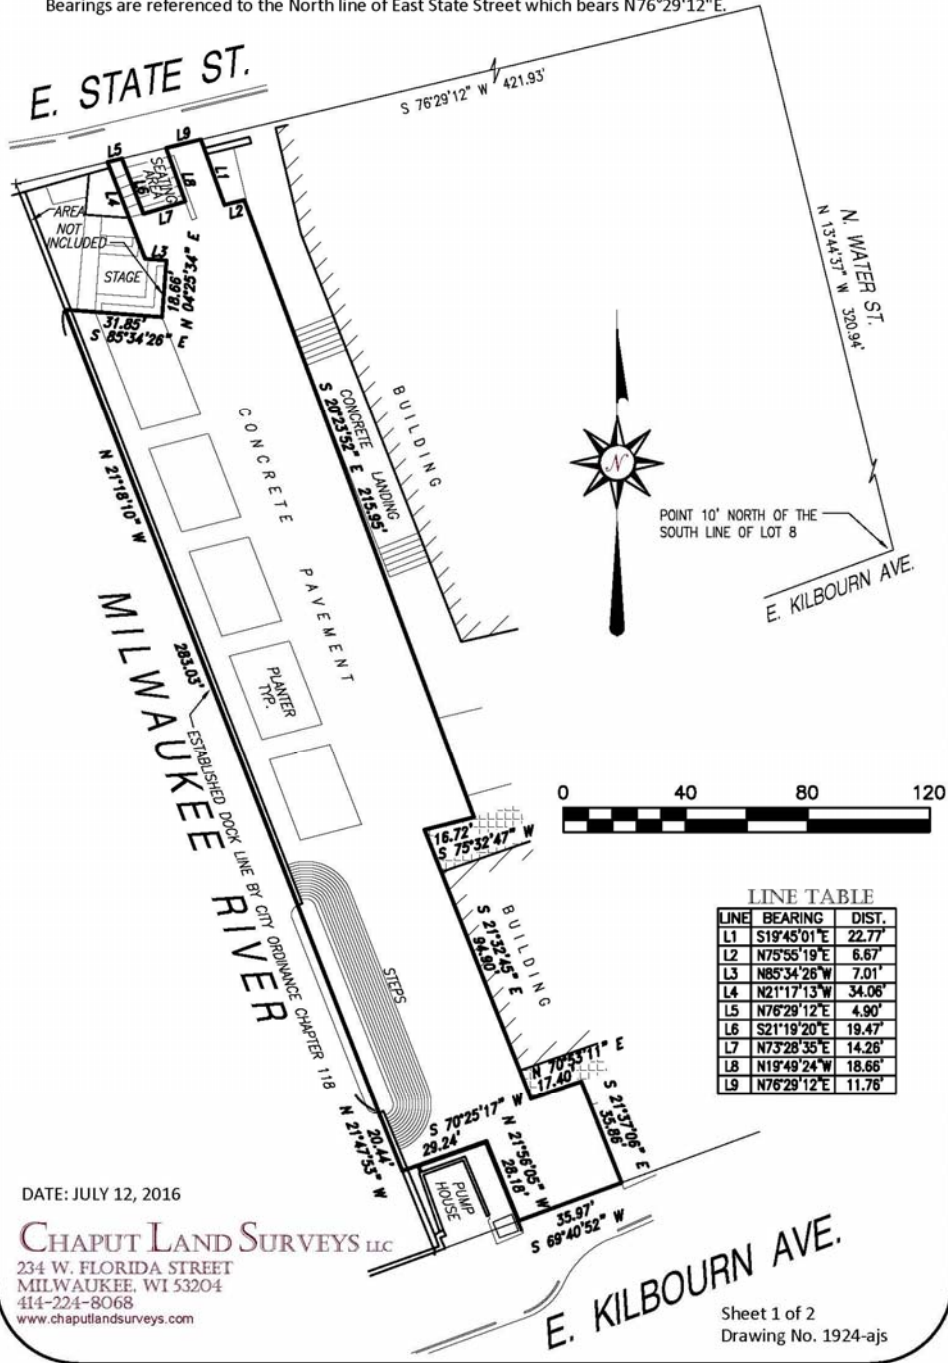 Bearings are referenced to the North line of East State Street which bears N76°29'12"E.
E. STATE ST.
S 76°29'12" W 421.93'
N. WATER ST.
N 13°44'37" W 320.94'
L5
L9
SEATING
AREA
L6
L8
L1
L4
L7
L2
AREA
NOT
INCLUDED
L3
STAGE
18.66'
N 04°25'34" E
31.85'
S 85°34'26" E
BUILDING
CONCRETE LANDING
S 20°23'52" E 215.95'
CONCRETE PAVEMENT
N 21°18'10" W
283.03'
POINT 10' NORTH OF THE
SOUTH LINE OF LOT 8
E. KILBOURN AVE.
MILWAUKEE RIVER
PLANTER
TYP.
ESTABLISHED DOCK LINE BY CITY ORDINANCE CHAPTER 118
0 40 80 120
16.72'
S 75°32'47" W
BUILDING
S 21°32'45" E
94.90'
STEPS
LINE TABLE
LINE BEARING DIST.
L1 S19°45'01"E 22.77'
L2 N75°55'19"E 6.67'
L3 N85°34'26"W 7.01'
L4 N21°17'13"W 34.06'
L5 N76°29'12"E 4.90'
L6 S21°19'20"E 19.47'
L7 N73°28'35"E 14.26'
L8 N19°49'24"W 18.66'
L9 N76°29'12"E 11.76'
N 70°53'11" E
17.40'
S 21°37'06" E
35.86'
S 70°25'17" W
29.24'
N 21°56'05" W
28.18'
20.44'
N 21°47'53" W
PUMP
HOUSE
35.97'
S 69°40'52" W
E. KILBOURN AVE.
N
DATE: JULY 12, 2016
CHAPUT LAND SURVEYS LLC
234 W. FLORIDA STREET
MILWAUKEE, WI 53204
414-224-8068
www.chaputlandsurveys.com
Sheet 1 of 2
Drawing No. 1924-ajs